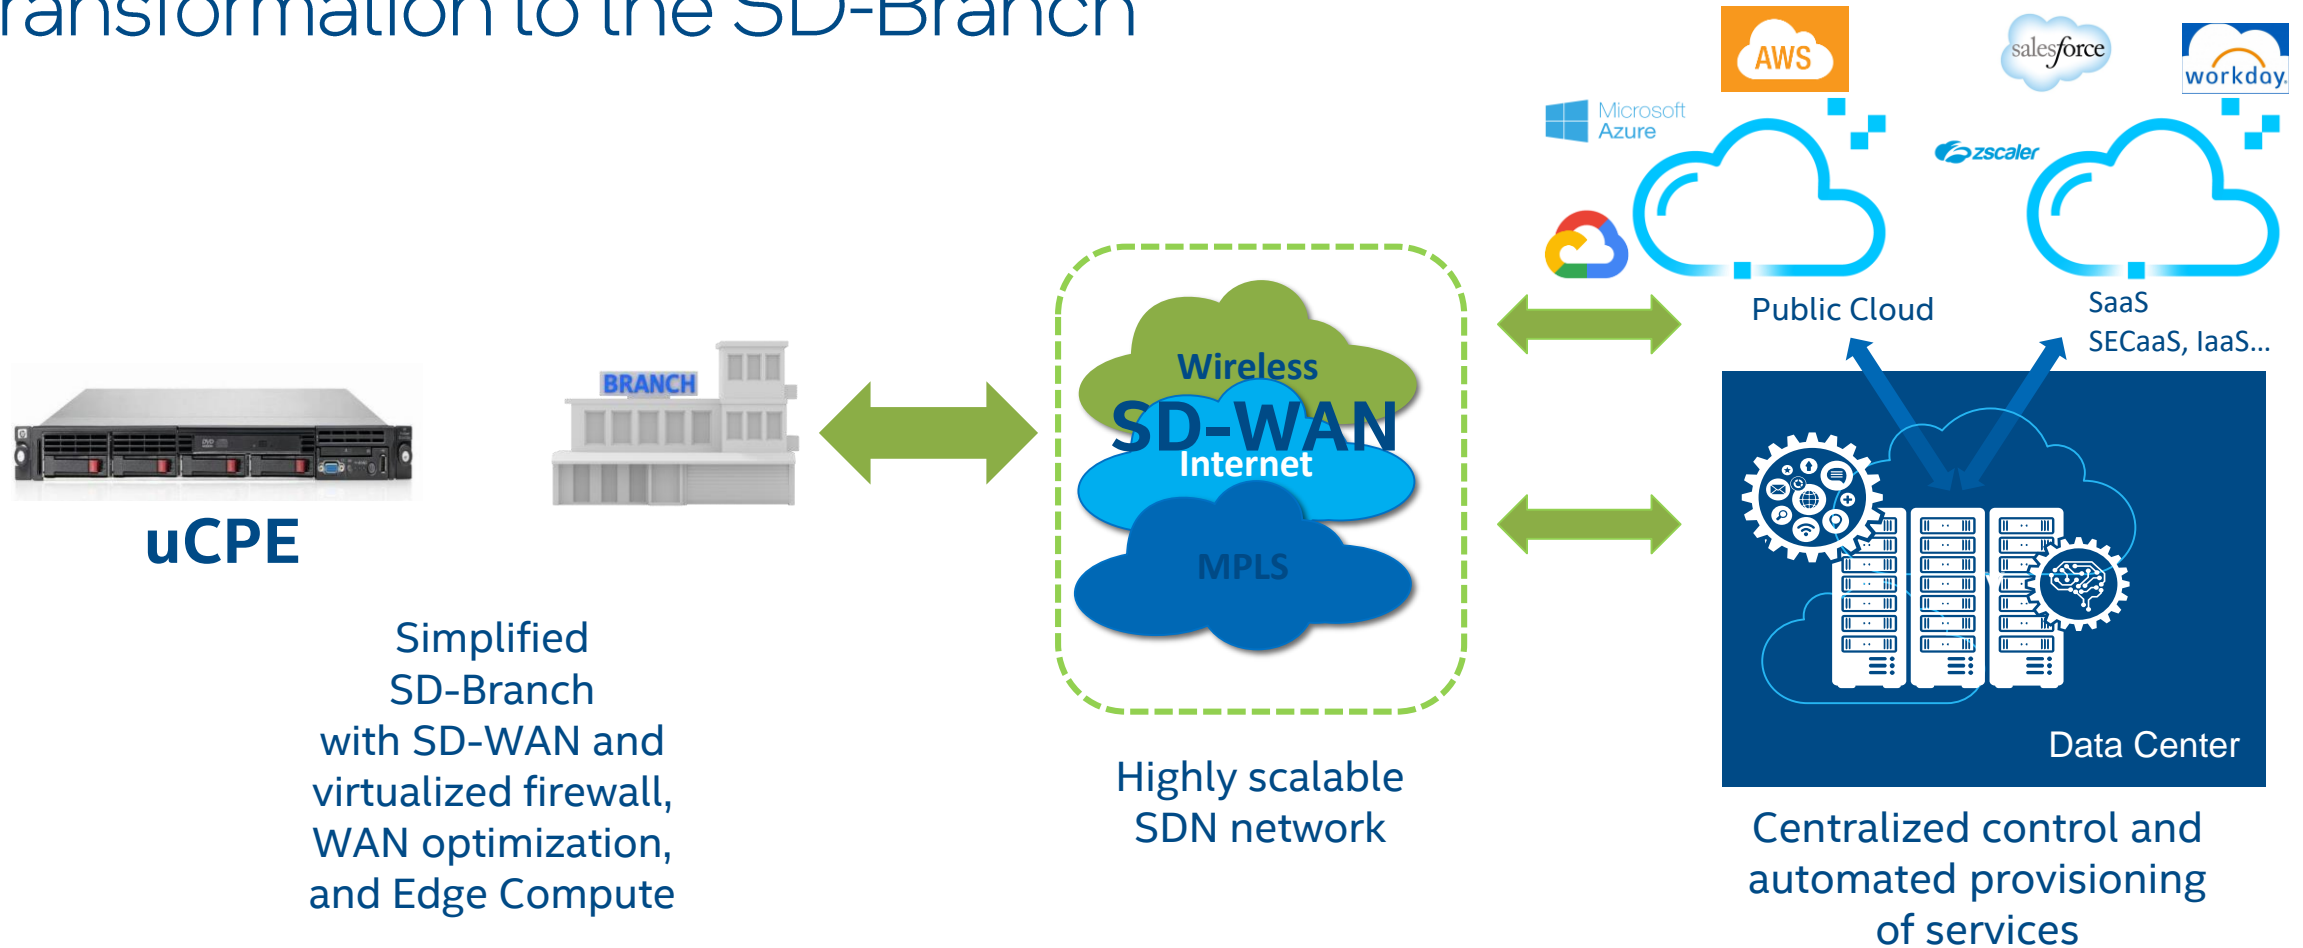 ransformation to the SD-Branch
AWS
salesforce
workday.
Microsoft
Azure
zscaler
Public Cloud
SaaS
SECaaS, IaaS...
BRANCH
Wireless
SD-WAN
Internet
MPLS
uCPE
Simplified
SD-Branch
with SD-WAN and
virtualized firewall,
WAN optimization,
and Edge Compute
Highly scalable
SDN network
Data Center
Centralized control and
automated provisioning
of services